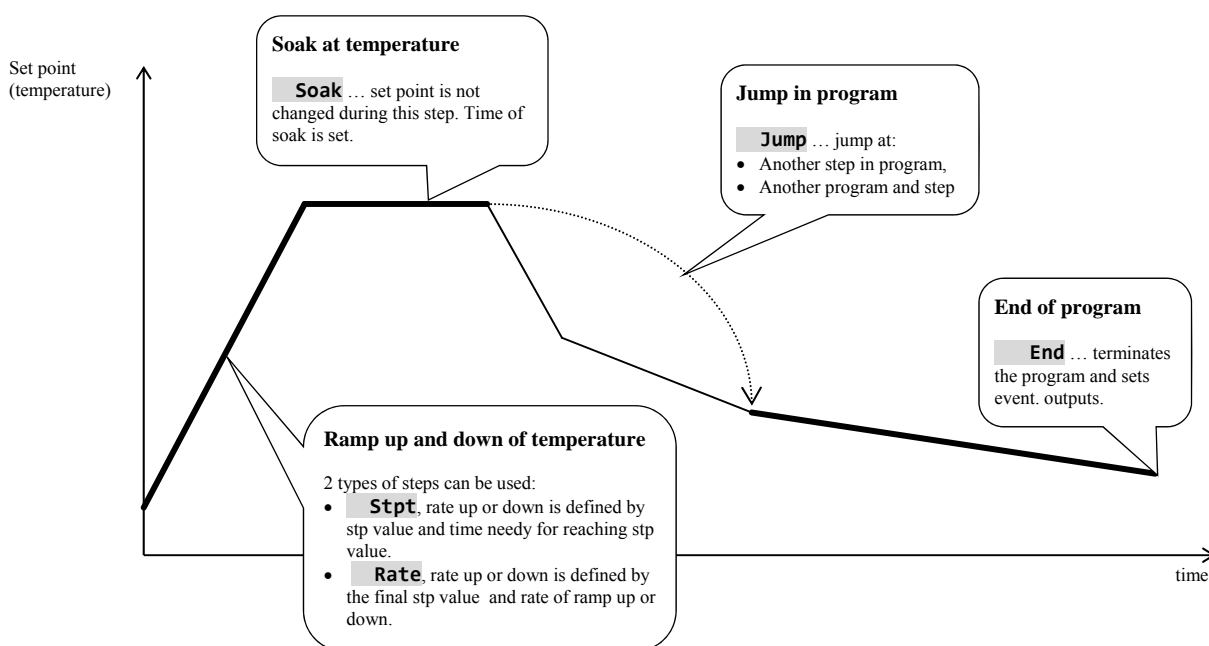 Set point
(temperature)
Soak at temperature
Soak … set point is not
changed during this step. Time of
soak is set.
Jump in program
Jump … jump at:
• Another step in program,
• Another program and step
End of program
End … terminates
the program and sets
event. outputs.
Ramp up and down of temperature
2 types of steps can be used:
• Stpt, rate up or down is defined by
stp value and time needy for reaching stp
value.
• Rate, rate up or down is defined by
the final stp value and rate of ramp up or
down.
time